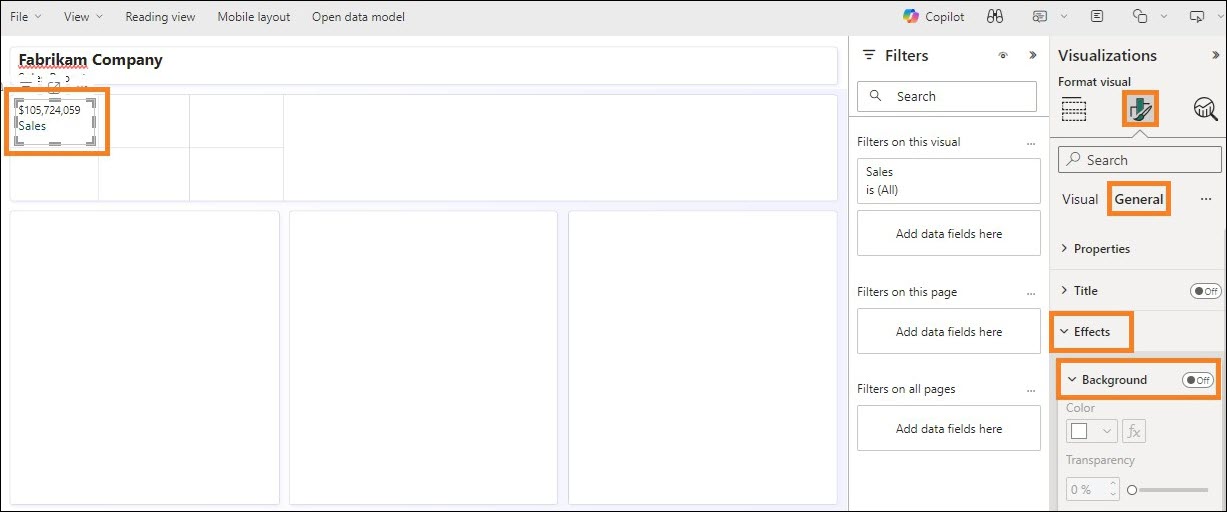 File View Reading view Mobile layout Open data model Copilot
Fabrikam Company
$105,724,059
Sales
Filters
Search
Filters on this visual ...
Sales
is (All)
Add data fields here
Filters on this page ...
Add data fields here
Filters on all pages ...
Add data fields here
Visualizations
Format visual
Search
Visual General ...
Properties
Title Off
Effects
Background Off
Color
fx
Transparency
0 %